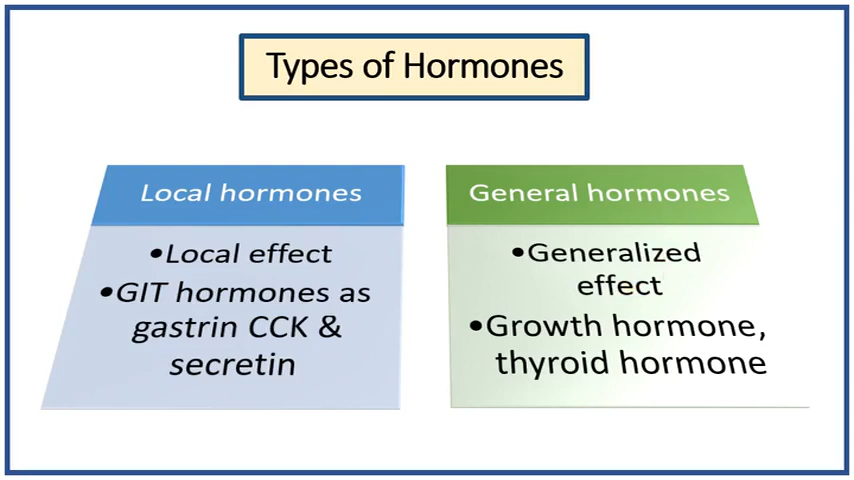 Types of Hormones
Local hormones
•Local effect
•GIT hormones as
gastrin CCK &
secretin
General hormones
•Generalized
effect
•Growth hormone,
thyroid hormone